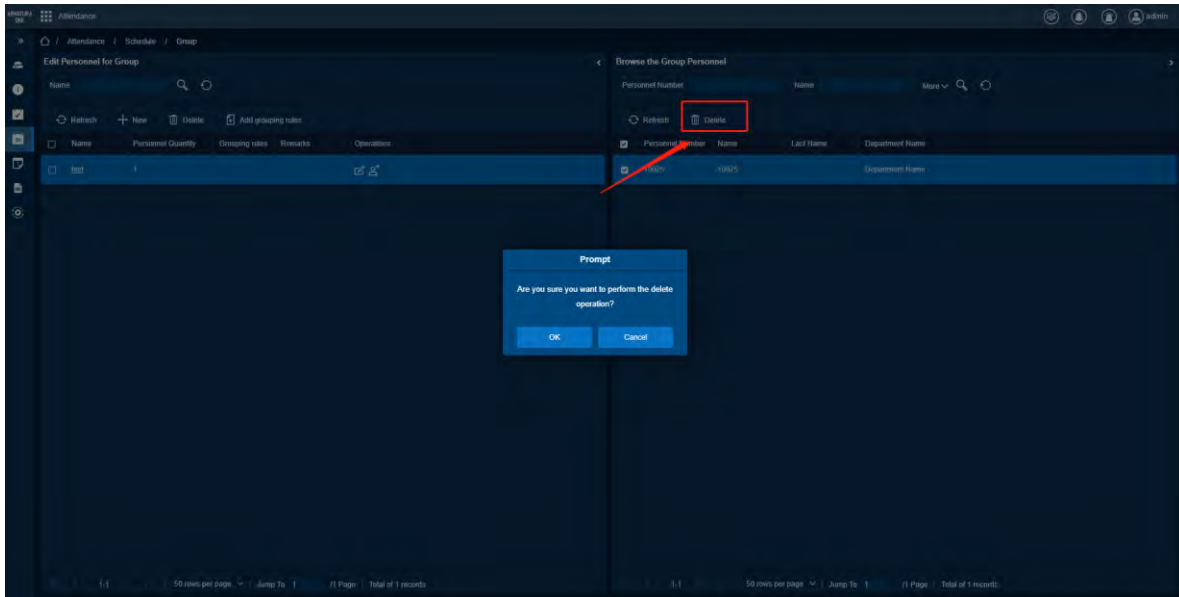 Attendance
admin
/ Attendance / Schedule / Group
Edit Personnel for Group
Browse the Group Personnel
Name
Personnel Number Name More
Refresh New Delete Add grouping rules
Refresh Delete
Name Personnel Quantity Grouping rules Remarks Operations
Personnel Number Name Last Name Department Name
test 1
10925 10925 Department Name
Prompt
Are you sure you want to perform the delete
operation?
OK Cancel
1-1 50 rows per page Jump To 1 /1 Page Total of 1 records
1-1 50 rows per page Jump To 1 /1 Page Total of 1 records